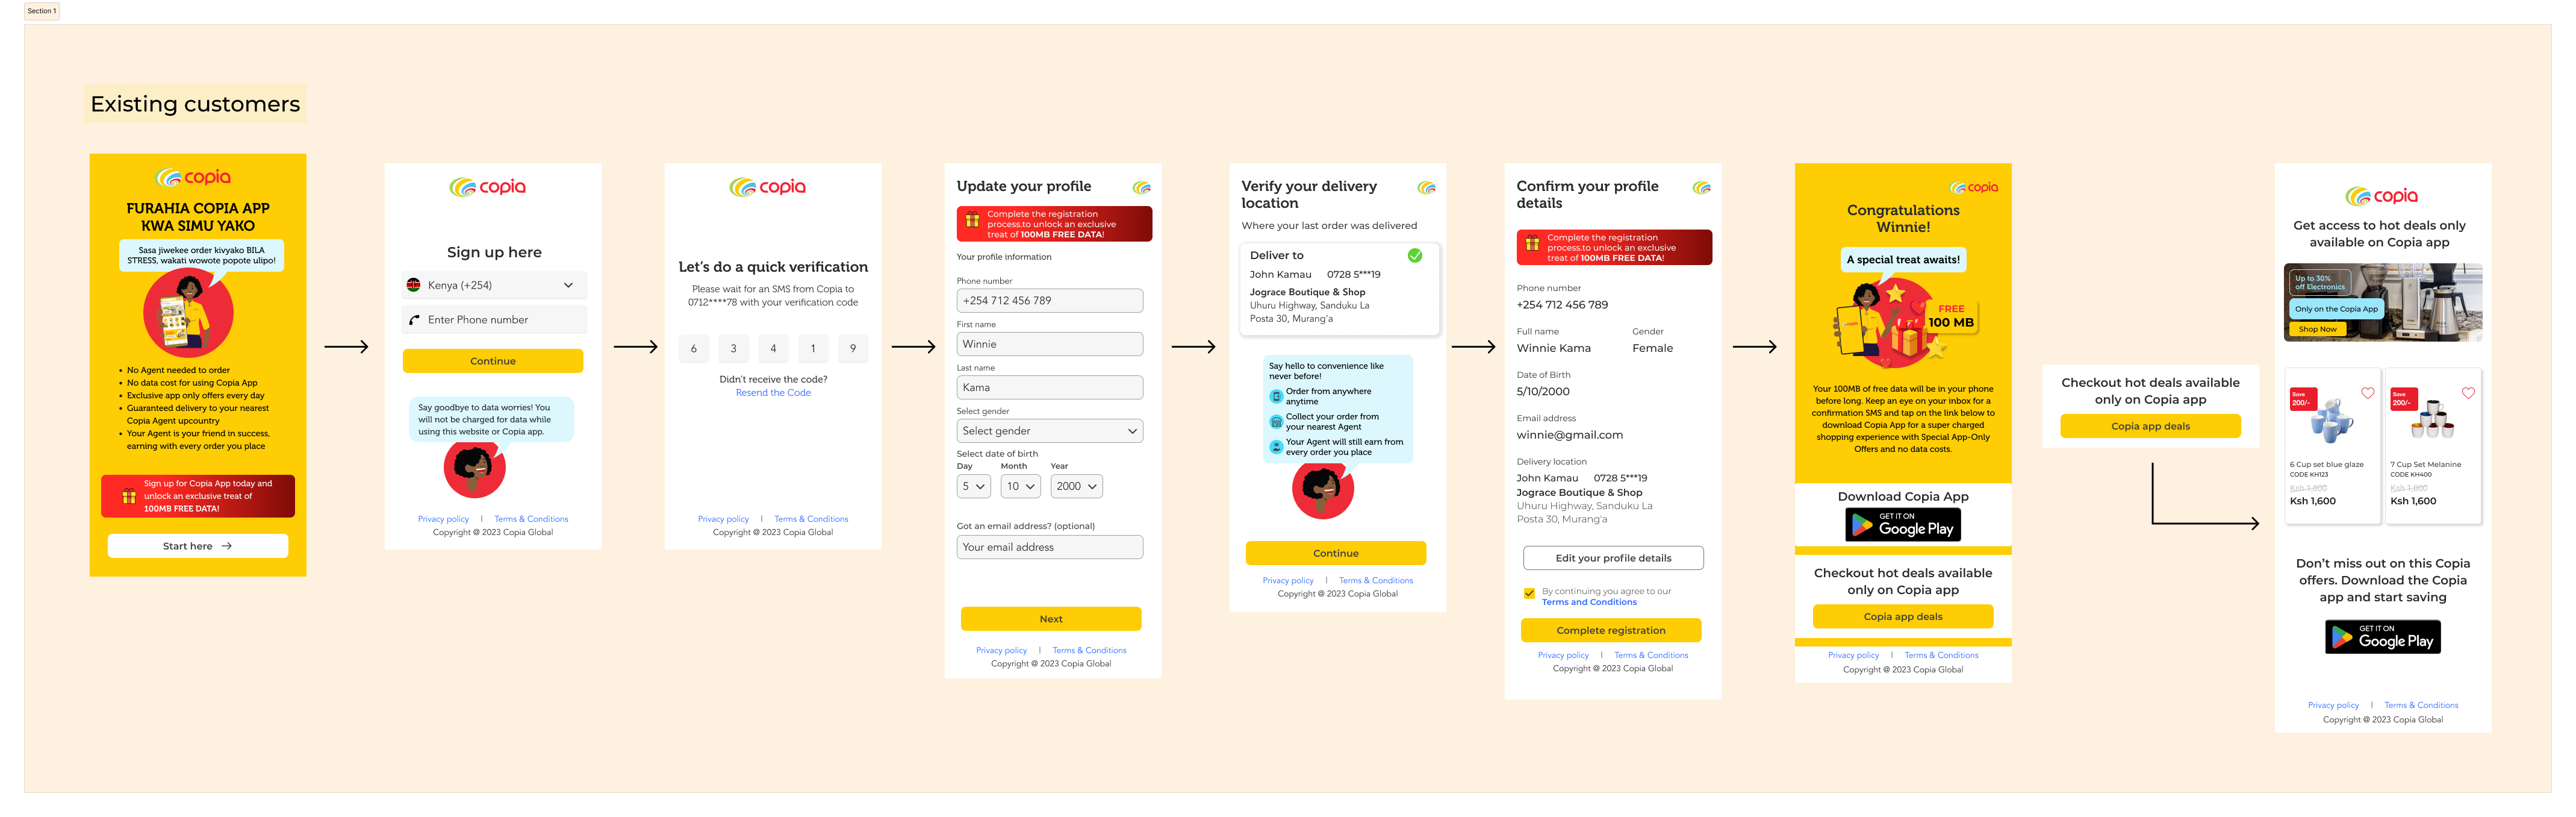 Section 1
Existing customers
copia
FURAHIA COPIA APP
KWA SIMU YAKO
Sasa jiwekee order kivyako BILA
STRESS, wakati wowote popote ulipo!
• No Agent needed to order
• No data cost for using Copia App
• Exclusive app only offers every day
• Guaranteed delivery to your nearest
Copia Agent upcountry
• Your Agent is your friend in success,
earning with every order you place
Sign up for Copia App today and
unlock an exclusive treat of
100MB FREE DATA!
Start here →
copia
Sign up here
Kenya (+254)
Enter Phone number
Continue
Say goodbye to data worries! You
will not be charged for data while
using this website or Copia app.
Privacy policy | Terms & Conditions
Copyright @ 2023 Copia Global
copia
Let's do a quick verification
Please wait for an SMS from Copia to
0712****78 with your verification code
6 3 4 1 9
Didn't receive the code?
Resend the Code
Privacy policy | Terms & Conditions
Copyright @ 2023 Copia Global
Update your profile
Complete the registration
process.to unlock an exclusive
treat of 100MB FREE DATA!
Your profile information
Phone number
+254 712 456 789
First name
Winnie
Last name
Kama
Select gender
Select gender
Select date of birth
Day Month Year
5 10 2000
Got an email address? (optional)
Your email address
Next
Privacy policy | Terms & Conditions
Copyright @ 2023 Copia Global
Verify your delivery
location
Where your last order was delivered
Deliver to
John Kamau 0728 5***19
Jograce Boutique & Shop
Uhuru Highway, Sanduku La
Posta 30, Murang'a
Say hello to convenience like
never before!
Order from anywhere
anytime
Collect your order from
your nearest Agent
Your Agent will still earn from
every order you place
Continue
Privacy policy | Terms & Conditions
Copyright @ 2023 Copia Global
Confirm your profile
details
Complete the registration
process.to unlock an exclusive
treat of 100MB FREE DATA!
Phone number
+254 712 456 789
Full name Gender
Winnie Kama Female
Date of Birth
5/10/2000
Email address
winnie@gmail.com
Delivery location
John Kamau 0728 5***19
Jograce Boutique & Shop
Uhuru Highway, Sanduku La
Posta 30, Murang'a
Edit your profile details
By continuing you agree to our
Terms and Conditions
Complete registration
Privacy policy | Terms & Conditions
Copyright @ 2023 Copia Global
copia
Congratulations
Winnie!
A special treat awaits!
FREE
100 MB
Your 100MB of free data will be in your phone
before long. Keep an eye on your inbox for a
confirmation SMS and tap on the link below to
download Copia App for a super charged
shopping experience with Special App-Only
Offers and no data costs.
Download Copia App
GET IT ON
Google Play
Checkout hot deals available
only on Copia app
Copia app deals
Privacy policy | Terms & Conditions
Copyright @ 2023 Copia Global
Checkout hot deals available
only on Copia app
Copia app deals
copia
Get access to hot deals only
available on Copia app
Up to 30%
off Electronics
Only on the Copia App
Shop Now
Save
200/-
6 Cup set blue glaze
CODE KH123
Ksh 1,800
Ksh 1,600
Save
200/-
7 Cup Set Melanine
CODE KH400
Ksh 1,800
Ksh 1,600
Don't miss out on this Copia
offers. Download the Copia
app and start saving
GET IT ON
Google Play
Privacy policy | Terms & Conditions
Copyright @ 2023 Copia Global